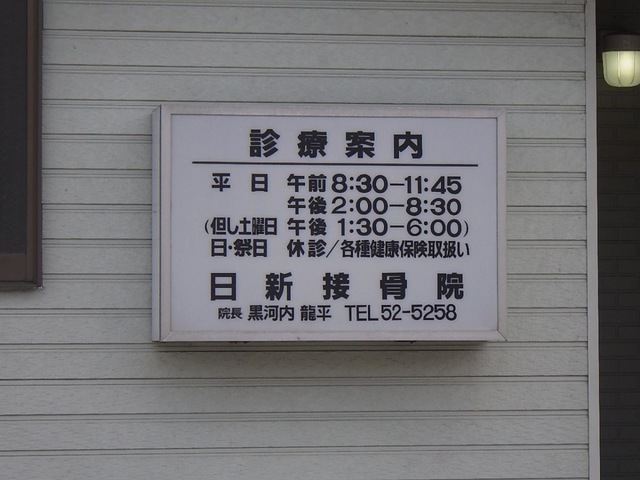 診療案内
平日 午前 8:30-11:45
午後 2:00-8:30
(但し土曜日 午後 1:30-6:00)
日・祭日 休診/各種健康保険取扱い
日新接骨院
院長 黒河内 龍平 TEL 52-5258